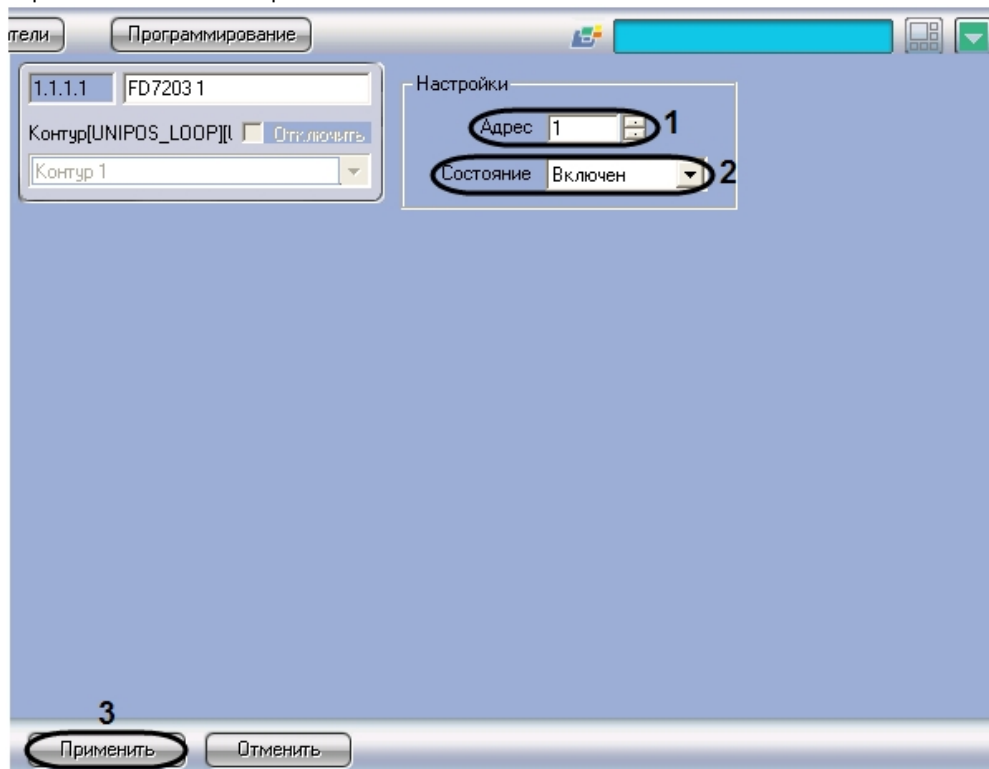 тели Программирование
1.1.1.1 FD7203 1
Контур[UNIPOS_LOOP][ Отключить
Контур 1
Настройки
Адрес 1 1
Состояние Включен 2
3
Применить Отменить